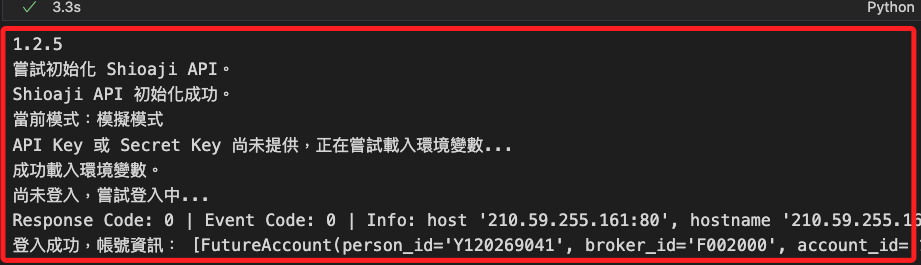 3.3s
Python
1.2.5
嘗試初始化 Shioaji API。
Shioaji API 初始化成功。
當前模式：模擬模式
API Key 或 Secret Key 尚未提供，正在嘗試載入環境變數...
成功載入環境變數。
尚未登入，嘗試登入中...
Response Code: 0 | Event Code: 0 | Info: host '210.59.255.161:80', hostname '210.59.255.16
登入成功，帳號資訊： [FutureAccount(person_id='Y120269041', broker_id='F002000', account_id=